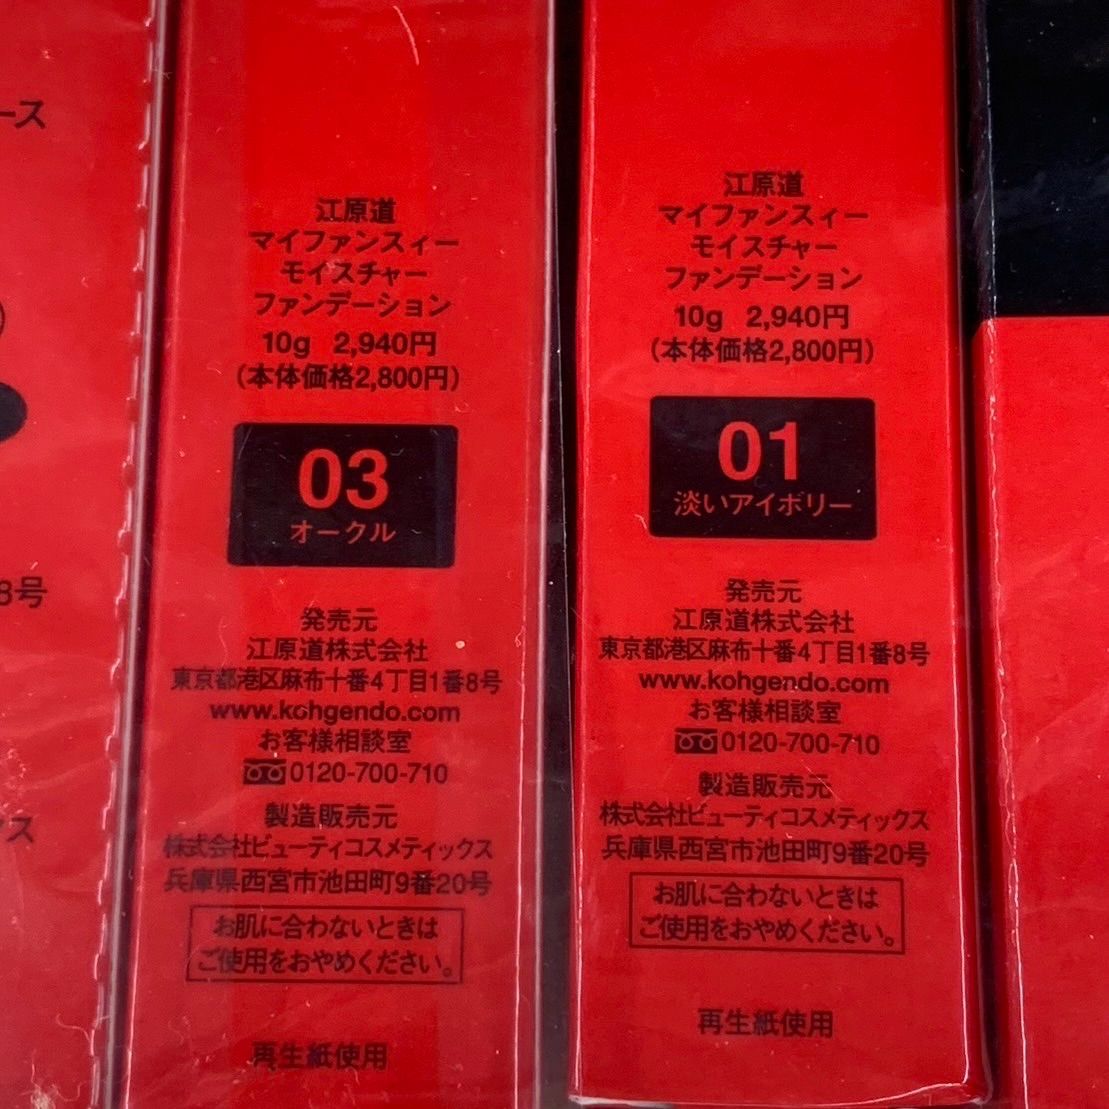 ース
8号
ス
江原道
マイファンスィー
モイスチャー
ファンデーション
10g 2,940円
(本体価格2,800円)
03
オークル
発売元
江原道株式会社
東京都港区麻布十番4丁目1番8号
www.kohgendo.com
お客様相談室
0120-700-710
製造販売元
株式会社ビューティコスメティックス
兵庫県西宮市池田町9番20号
お肌に合わないときは
ご使用をおやめください。
再生紙使用
江原道
マイファンスィー
モイスチャー
ファンデーション
10g 2,940円
(本体価格2,800円)
01
淡いアイボリー
発売元
江原道株式会社
東京都港区麻布十番4丁目1番8号
www.kohgendo.com
お客様相談室
0120-700-710
製造販売元
株式会社ビューティコスメティックス
兵庫県西宮市池田町9番20号
お肌に合わないときは
ご使用をおやめください。
再生紙使用